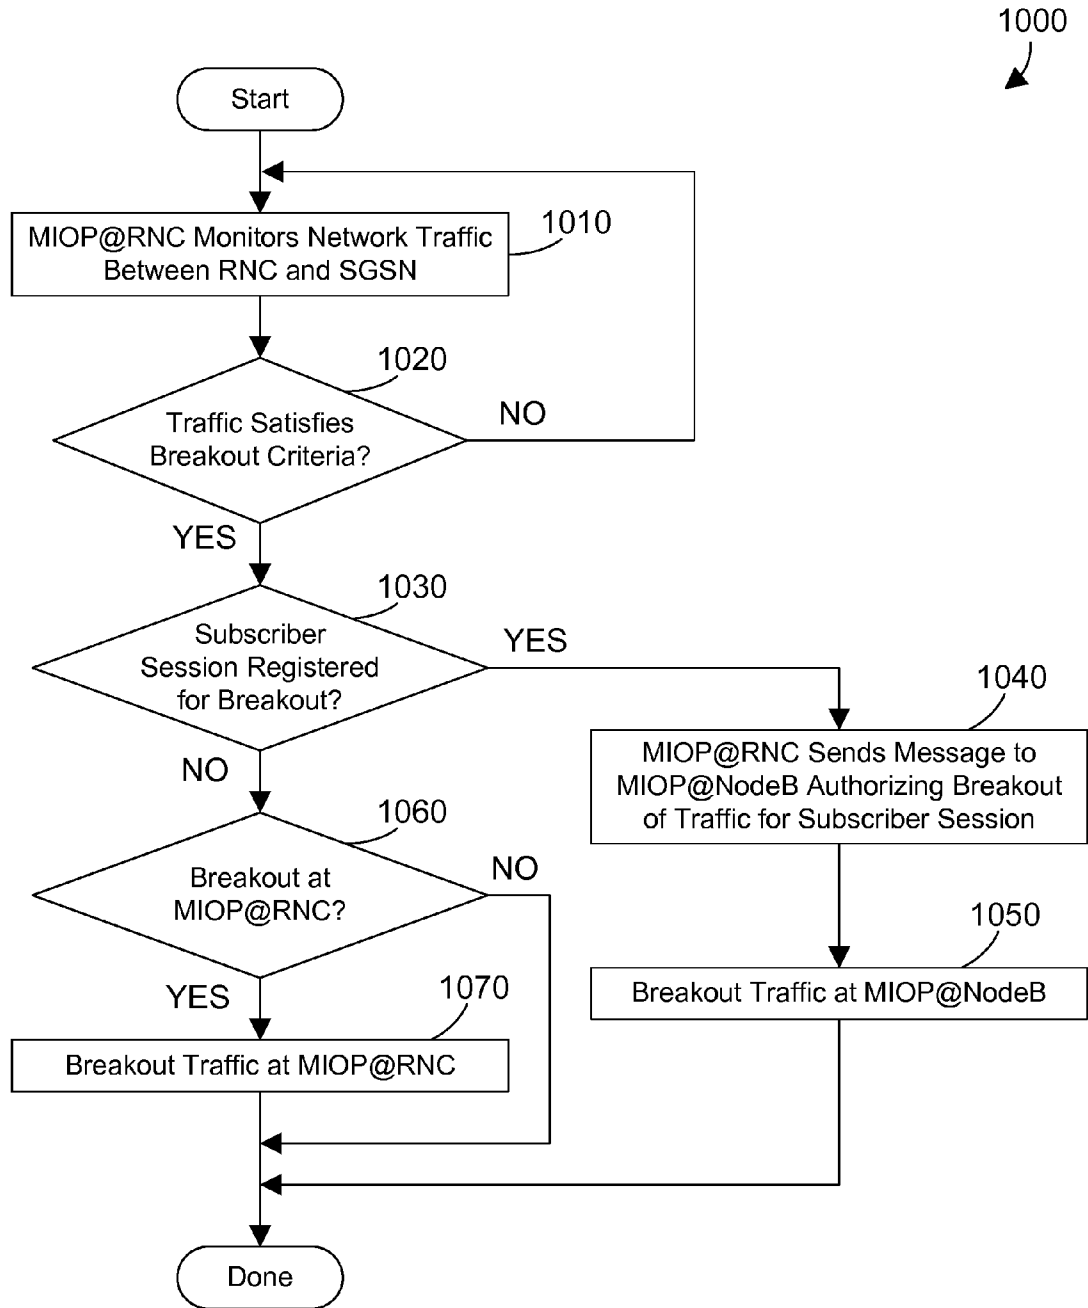 1000
Start
MIOP@RNC Monitors Network Traffic
Between RNC and SGSN
1010
1020
Traffic Satisfies
Breakout Criteria?
NO
YES
1030
Subscriber
Session Registered
for Breakout?
YES
NO
1040
MIOP@RNC Sends Message to
MIOP@NodeB Authorizing Breakout
of Traffic for Subscriber Session
1060
Breakout at
MIOP@RNC?
NO
YES
1050
Breakout Traffic at MIOP@NodeB
1070
Breakout Traffic at MIOP@RNC
Done